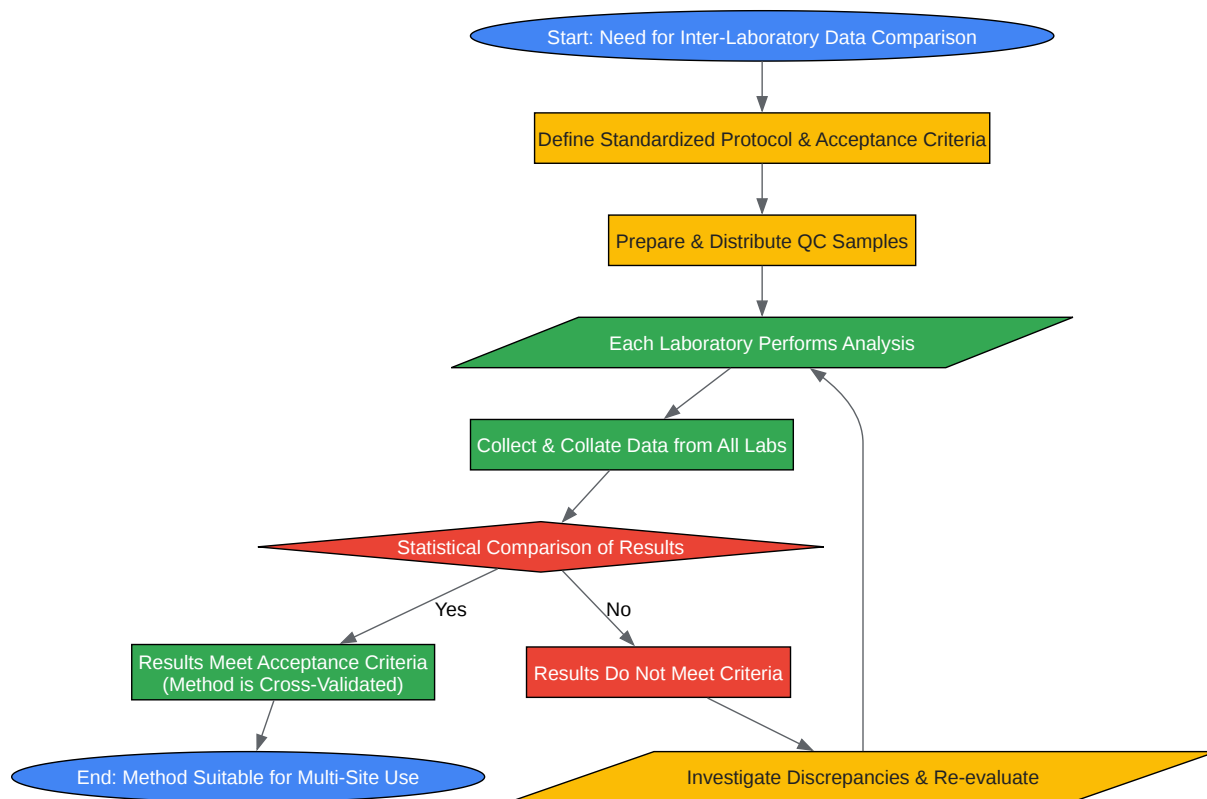 Start: Need for Inter-Laboratory Data Comparison
Define Standardized Protocol & Acceptance Criteria
Prepare & Distribute QC Samples
Each Laboratory Performs Analysis
Collect & Collate Data from All Labs
Statistical Comparison of Results
Yes
No
Results Meet Acceptance Criteria
(Method is Cross-Validated)
Results Do Not Meet Criteria
End: Method Suitable for Multi-Site Use
Investigate Discrepancies & Re-evaluate